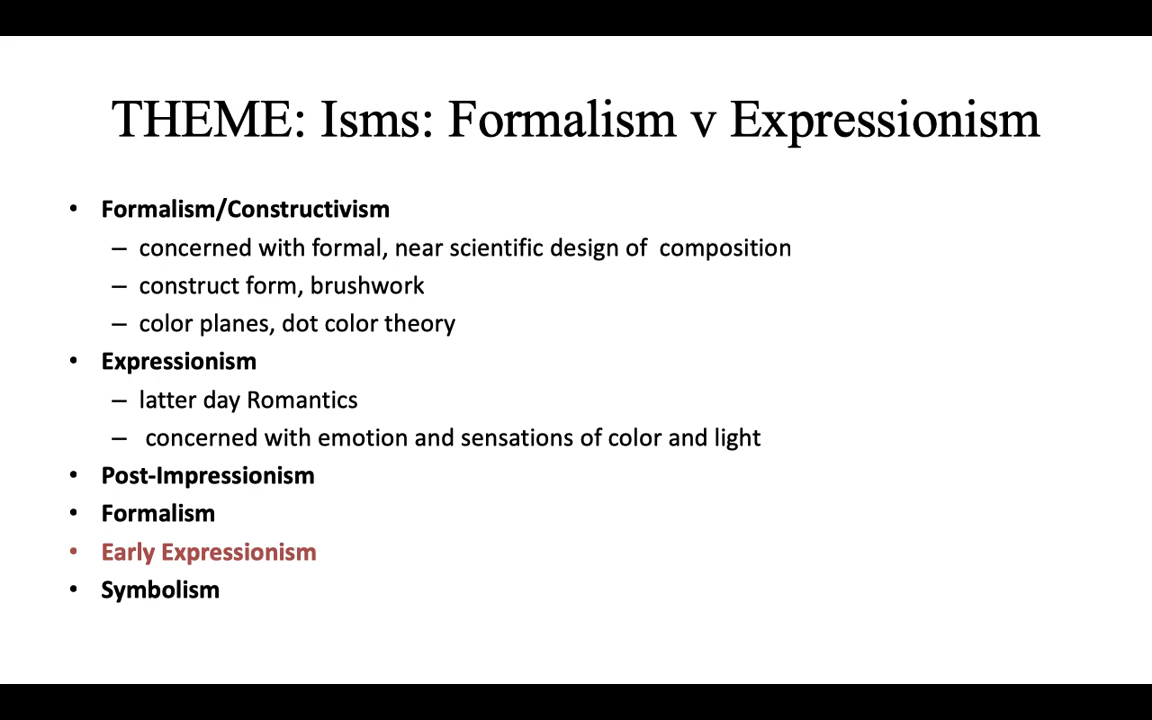 THEME: Isms: Formalism v Expressionism
• Formalism/Constructivism
– concerned with formal, near scientific design of  composition
– construct form, brushwork
– color planes, dot color theory
• Expressionism
– latter day Romantics
–  concerned with emotion and sensations of color and light
• Post-Impressionism
• Formalism
• Early Expressionism
• Symbolism